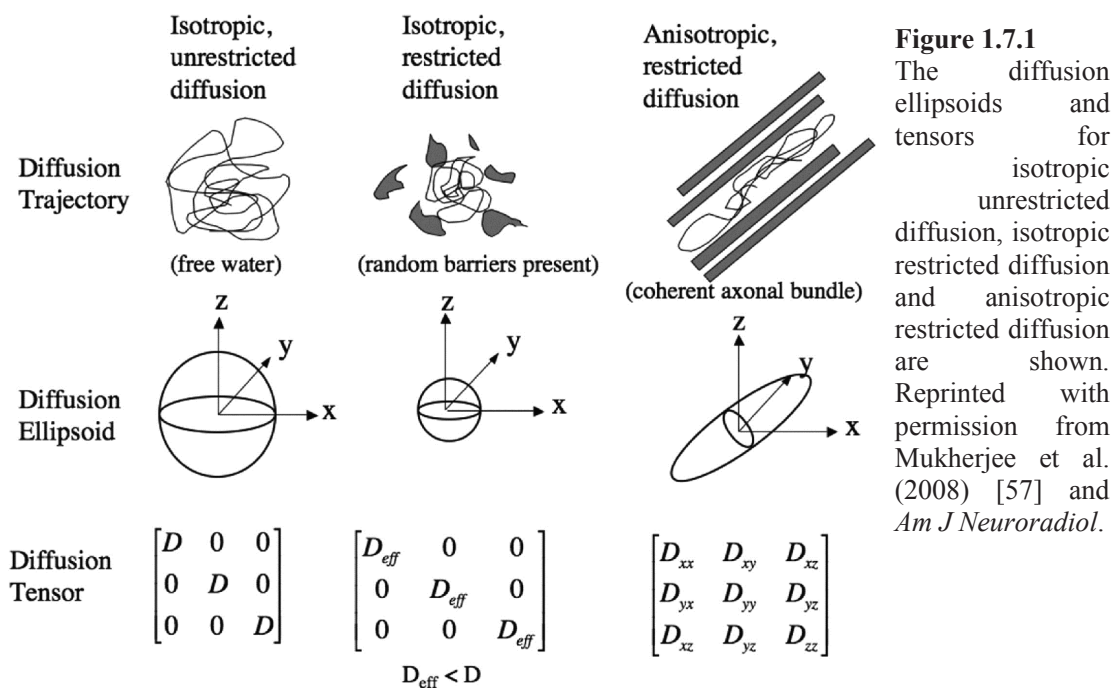 Isotropic,
unrestricted
diffusion
Isotropic,
restricted
diffusion
Anisotropic,
restricted
diffusion
Diffusion
Trajectory
(free water)
(random barriers present)
(coherent axonal bundle)
Diffusion
Ellipsoid
z
y
x
z
y
x
z
y
x
Diffusion
Tensor
D 0 0
0 D 0
0 0 D
D_eff 0 0
0 D_eff 0
0 0 D_eff
D_eff < D
D_xx D_xy D_xz
D_yx D_yy D_yz
D_xz D_yz D_zz
Figure 1.7.1
The diffusion
ellipsoids and
tensors for
isotropic
unrestricted
diffusion, isotropic
restricted diffusion
and anisotropic
restricted diffusion
are shown.
Reprinted with
permission from
Mukherjee et al.
(2008) [57] and
Am J Neuroradiol.